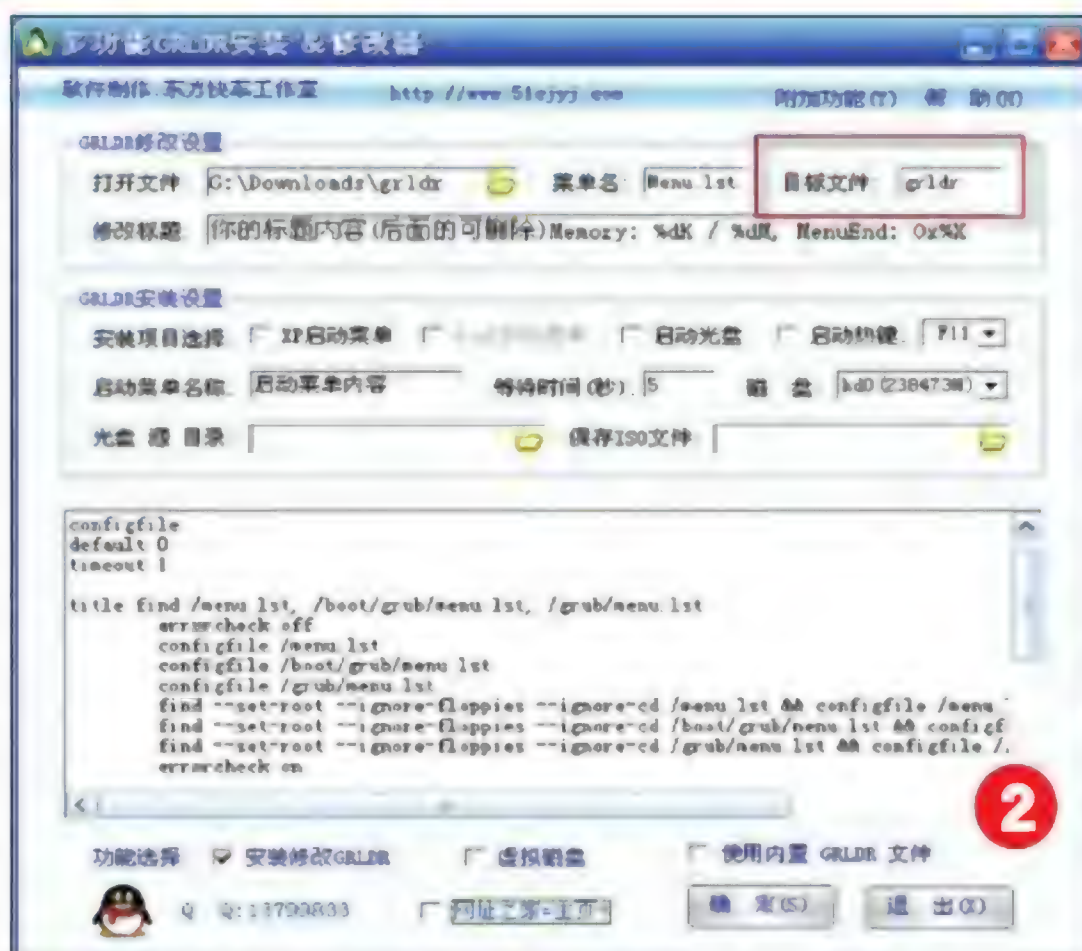 多功能GRLDR安装 & 修改器
软件制作:东方快车工作室 附加功能(T) 帮 助
GRLDR修改设置
打开文件 G:\Downloads\grldr 菜单名 Menu.lst 目标文件 grldr
修改标题 你的标题内容(后面的可删除)Memory: %dK / %dM, MenuEnd: 0x%X
GRLDR安装设置
安装项目选择 XP启动菜单 启动光盘 启动热键 F11
启动菜单名称. 启动菜单内容 等待时间(秒). 5 磁 盘 hd0(238473M)
光盘 源 目录 保存ISO文件
configfile
default 0
timeout 1
title find /menu.lst, /boot/grub/menu.lst, /grub/menu.lst
errorcheck off
configfile /menu.lst
configfile /boot/grub/menu.lst
configfile /grub/menu.lst
find --set-root --ignore-floppies --ignore-cd /menu.lst && configfile /menu.
find --set-root --ignore-floppies --ignore-cd /boot/grub/menu.lst && configf
find --set-root --ignore-floppies --ignore-cd /grub/menu.lst && configfile /.
errorcheck on
2
功能选择 安装修改GRLDR 虚拟磁盘 使用内置 GRLDR 文件
Q Q:13799833 网址之家-主页 确 定(S) 退 出(X)